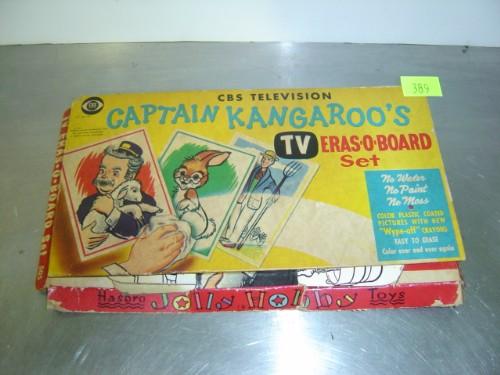 389
CBS TELEVISION
CAPTAIN KANGAROO'S
TV ERAS-O-BOARD
Set
No Water
No Paint
No Mess
COLOR PLASTIC COATED
PICTURES WITH NEW
"Wype-off" CRAYONS
EASY TO ERASE
Color over and over again
Hasbro Jolly Hobby Toys